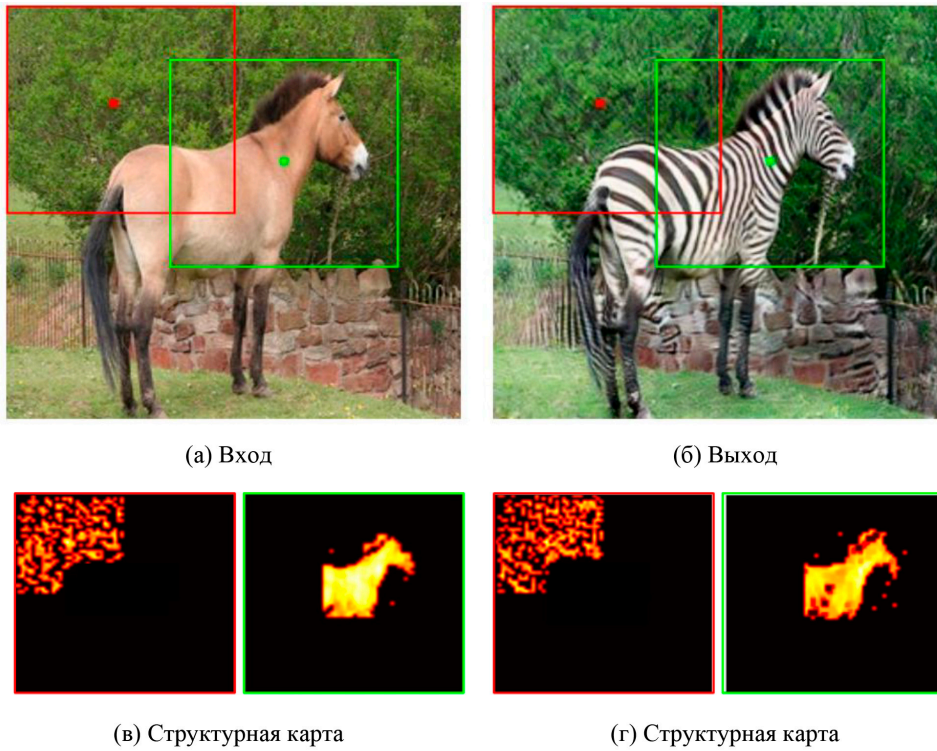 (а) Вход
(б) Выход
(в) Структурная карта
(г) Структурная карта